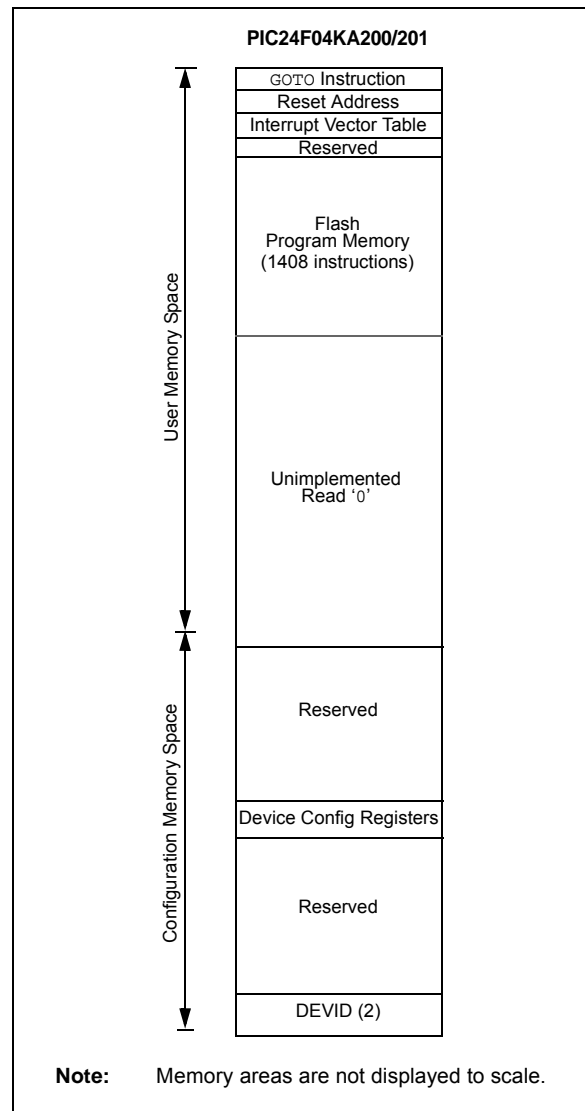 PIC24F04KA200/201
GOTO Instruction
Reset Address
Interrupt Vector Table
Reserved
Flash
Program Memory
(1408 instructions)
User Memory Space
Unimplemented
Read ‘0’
Reserved
Configuration Memory Space
Device Config Registers
Reserved
DEVID (2)
Note: Memory areas are not displayed to scale.